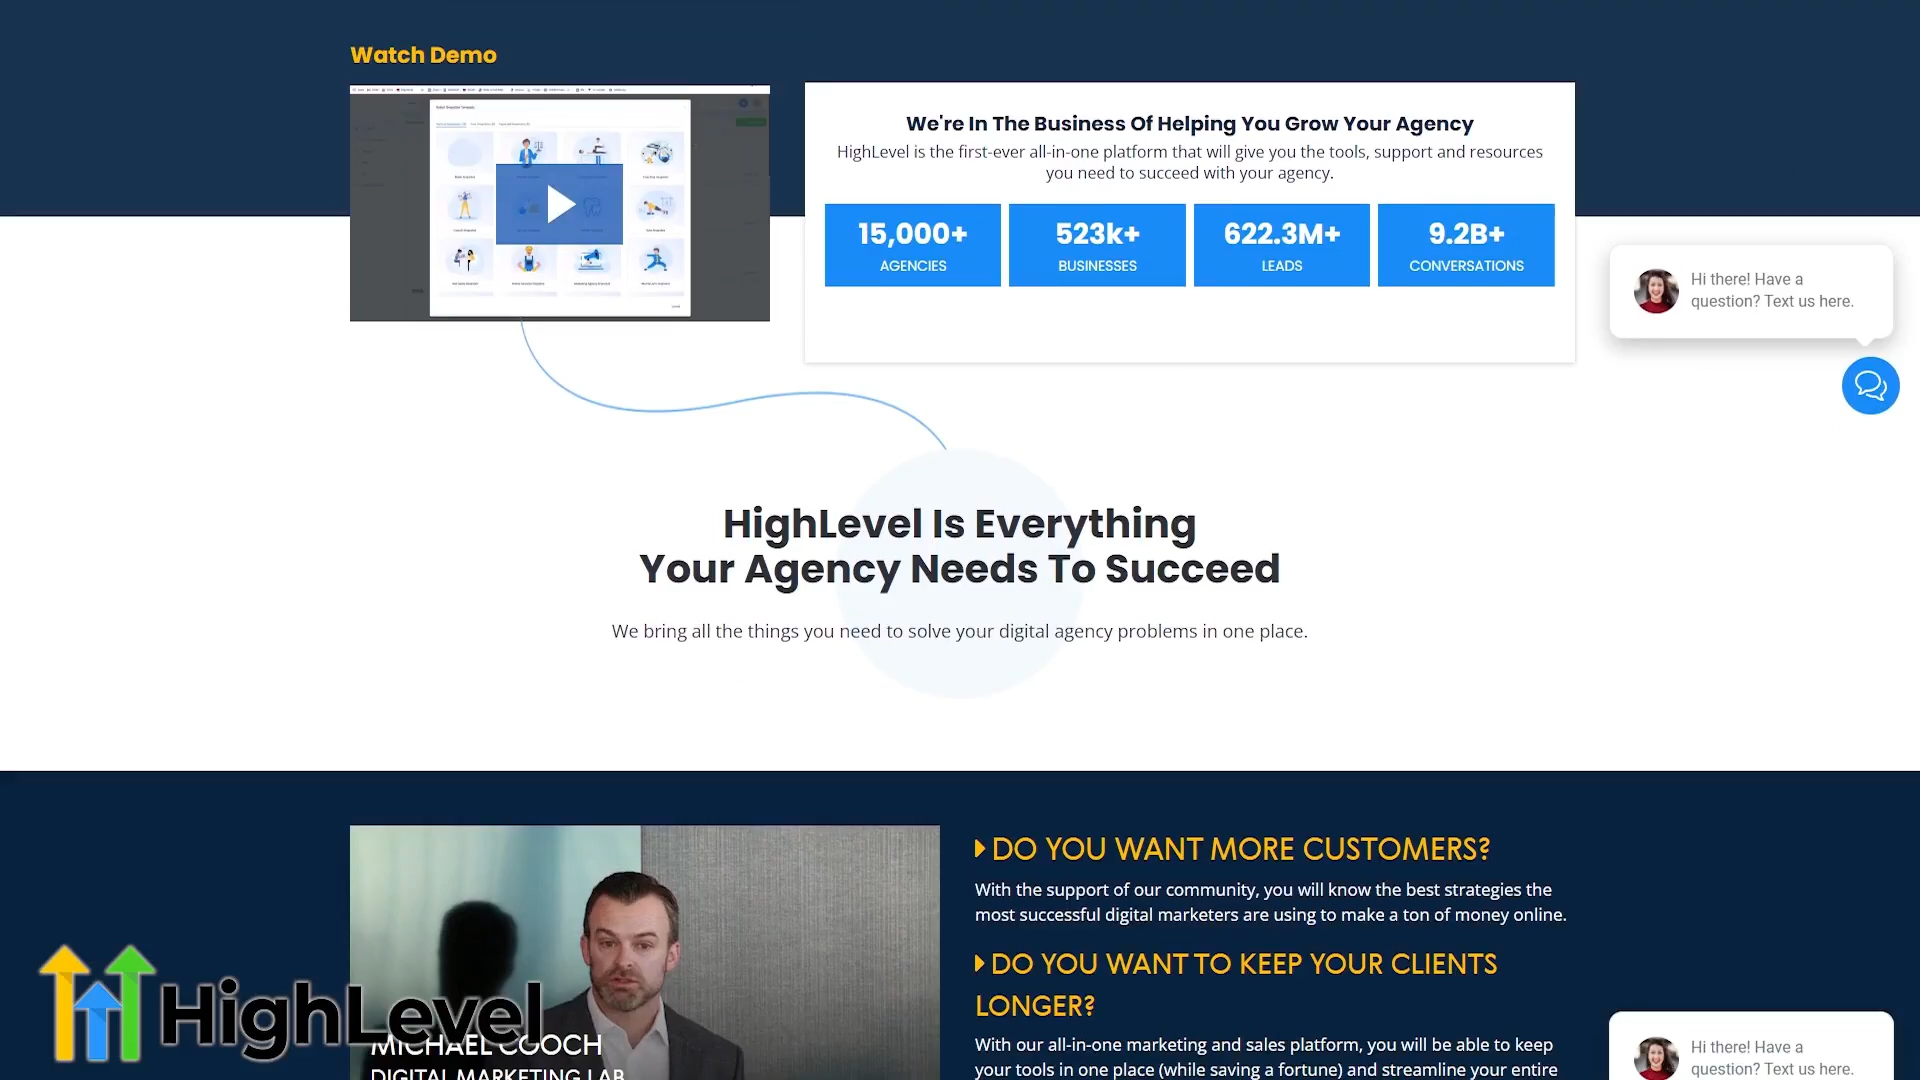 Watch Demo
We're In The Business Of Helping You Grow Your Agency
HighLevel is the first-ever all-in-one platform that will give you the tools, support and resources
you need to succeed with your agency.
15,000+
AGENCIES
523k+
BUSINESSES
622.3M+
LEADS
9.2B+
CONVERSATIONS
Hi there! Have a
question? Text us here.
HighLevel Is Everything
Your Agency Needs To Succeed
We bring all the things you need to solve your digital agency problems in one place.
MICHAEL COOCH
DIGITAL MARKETING LAB
HighLevel
DO YOU WANT MORE CUSTOMERS?
With the support of our community, you will know the best strategies the
most successful digital marketers are using to make a ton of money online.
DO YOU WANT TO KEEP YOUR CLIENTS
LONGER?
With our all-in-one marketing and sales platform, you will be able to keep
your tools in one place (while saving a fortune) and streamline your entire
Hi there! Have a
question? Text us here.